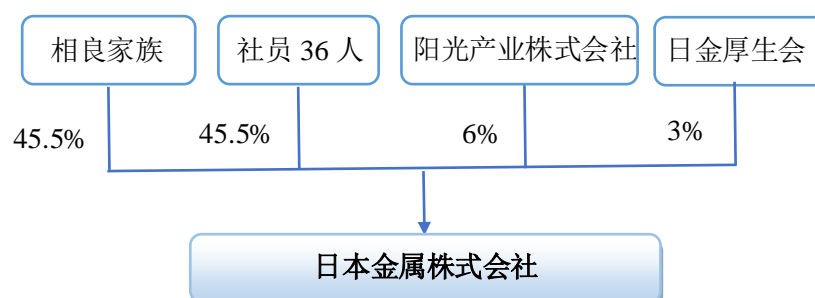 相良家族
社员 36 人
阳光产业株式会社
日金厚生会
45.5%
45.5%
6%
3%
日本金属株式会社